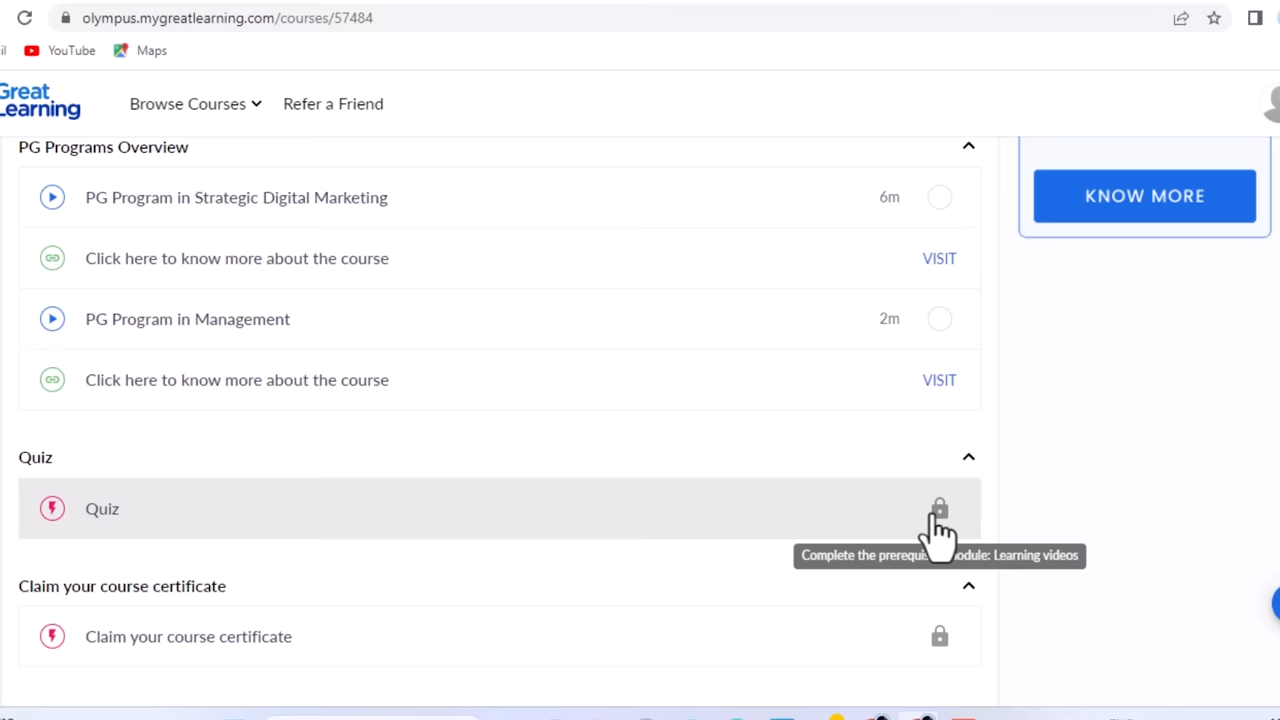 olympus.mygreatlearning.com/courses/57484
YouTube Maps
Great
Learning
Browse Courses Refer a Friend
PG Programs Overview
PG Program in Strategic Digital Marketing 6m
KNOW MORE
Click here to know more about the course VISIT
PG Program in Management 2m
Click here to know more about the course VISIT
Quiz
Quiz
Complete the module: Learning videos
Claim your course certificate
Claim your course certificate